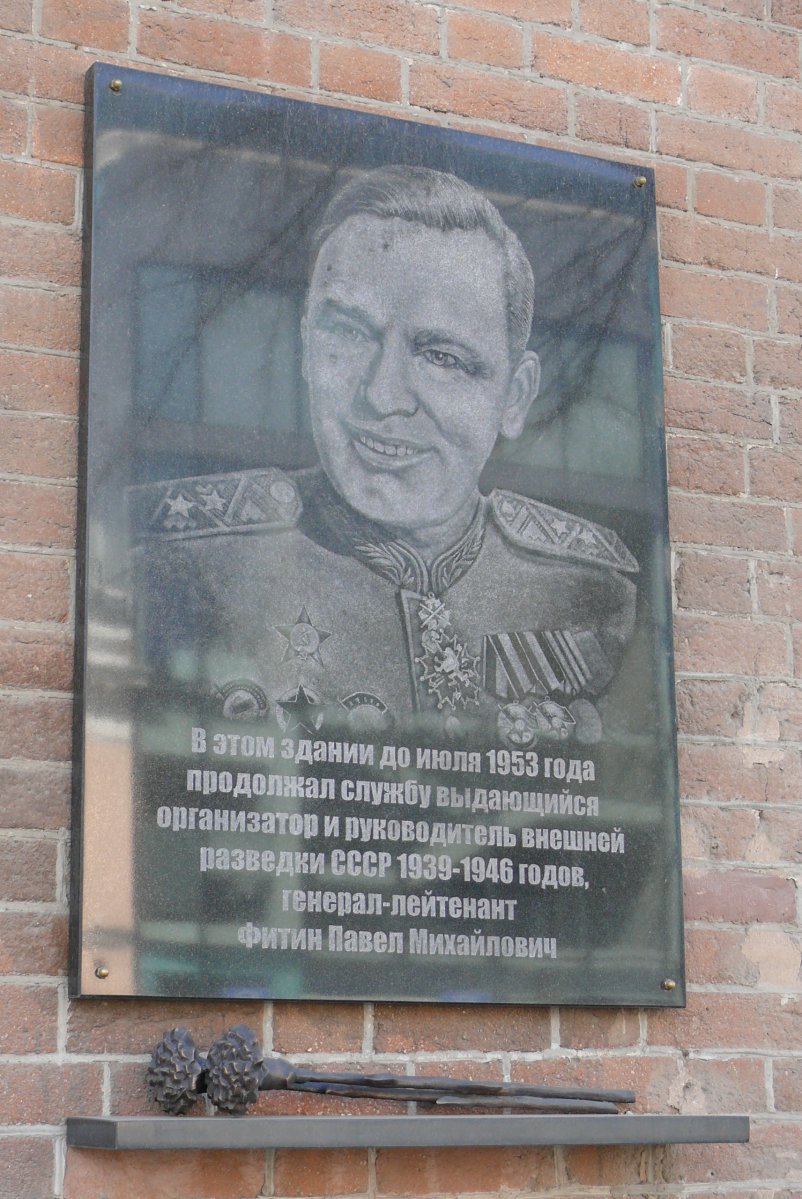 В этом здании до июля 1953 года
продолжал службу выдающийся
организатор и руководитель внешней
разведки СССР 1939-1946 годов,
генерал-лейтенант
Фитин Павел Михайлович